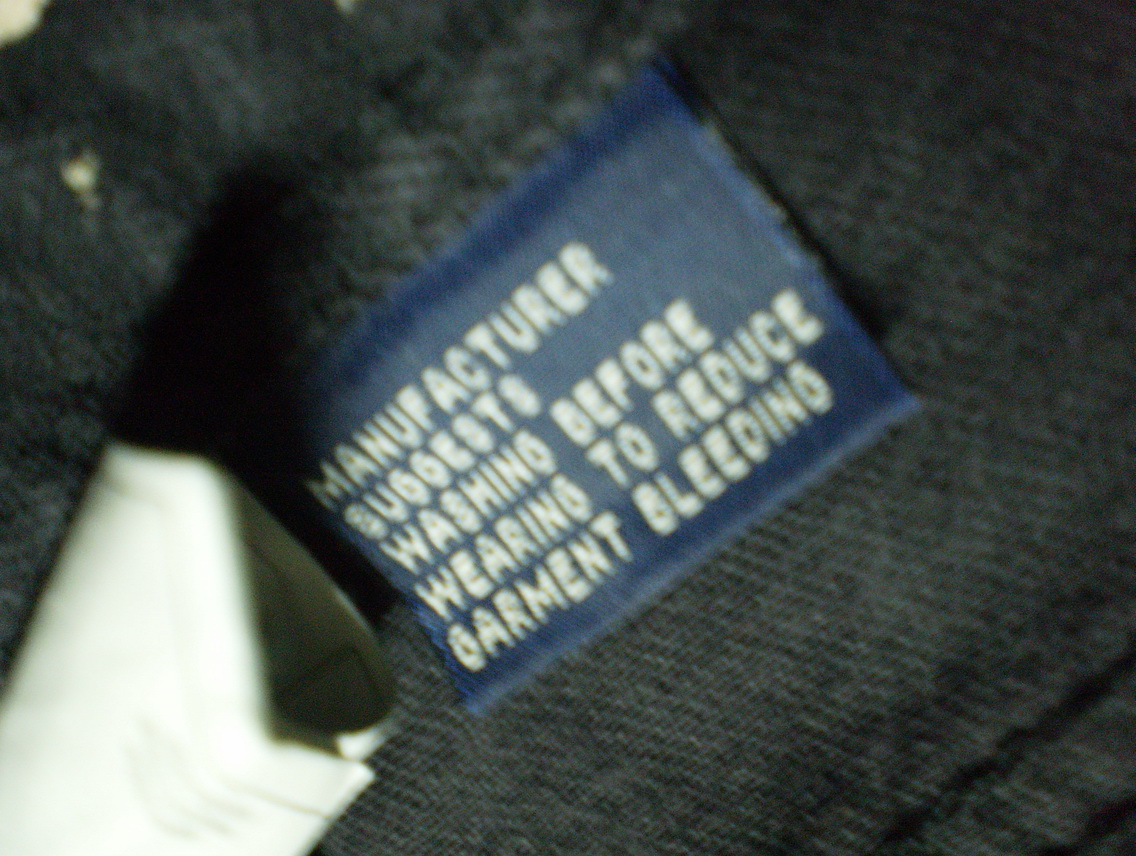 MANUFACTURER
SUGGESTS
WASHING BEFORE
WEARING TO REDUCE
GARMENT BLEEDING